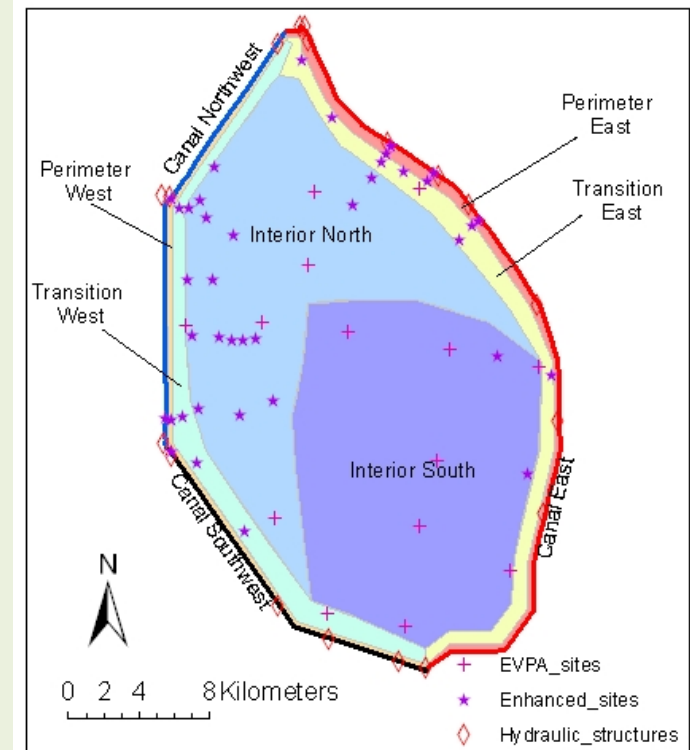 Canal Northwest
Perimeter
East
Perimeter
West
Transition
East
Interior North
Transition
West
Interior South
Canal East
Canal Southwest
N
0 2 4 8 Kilometers
EVPA_sites
Enhanced_sites
Hydraulic_structures